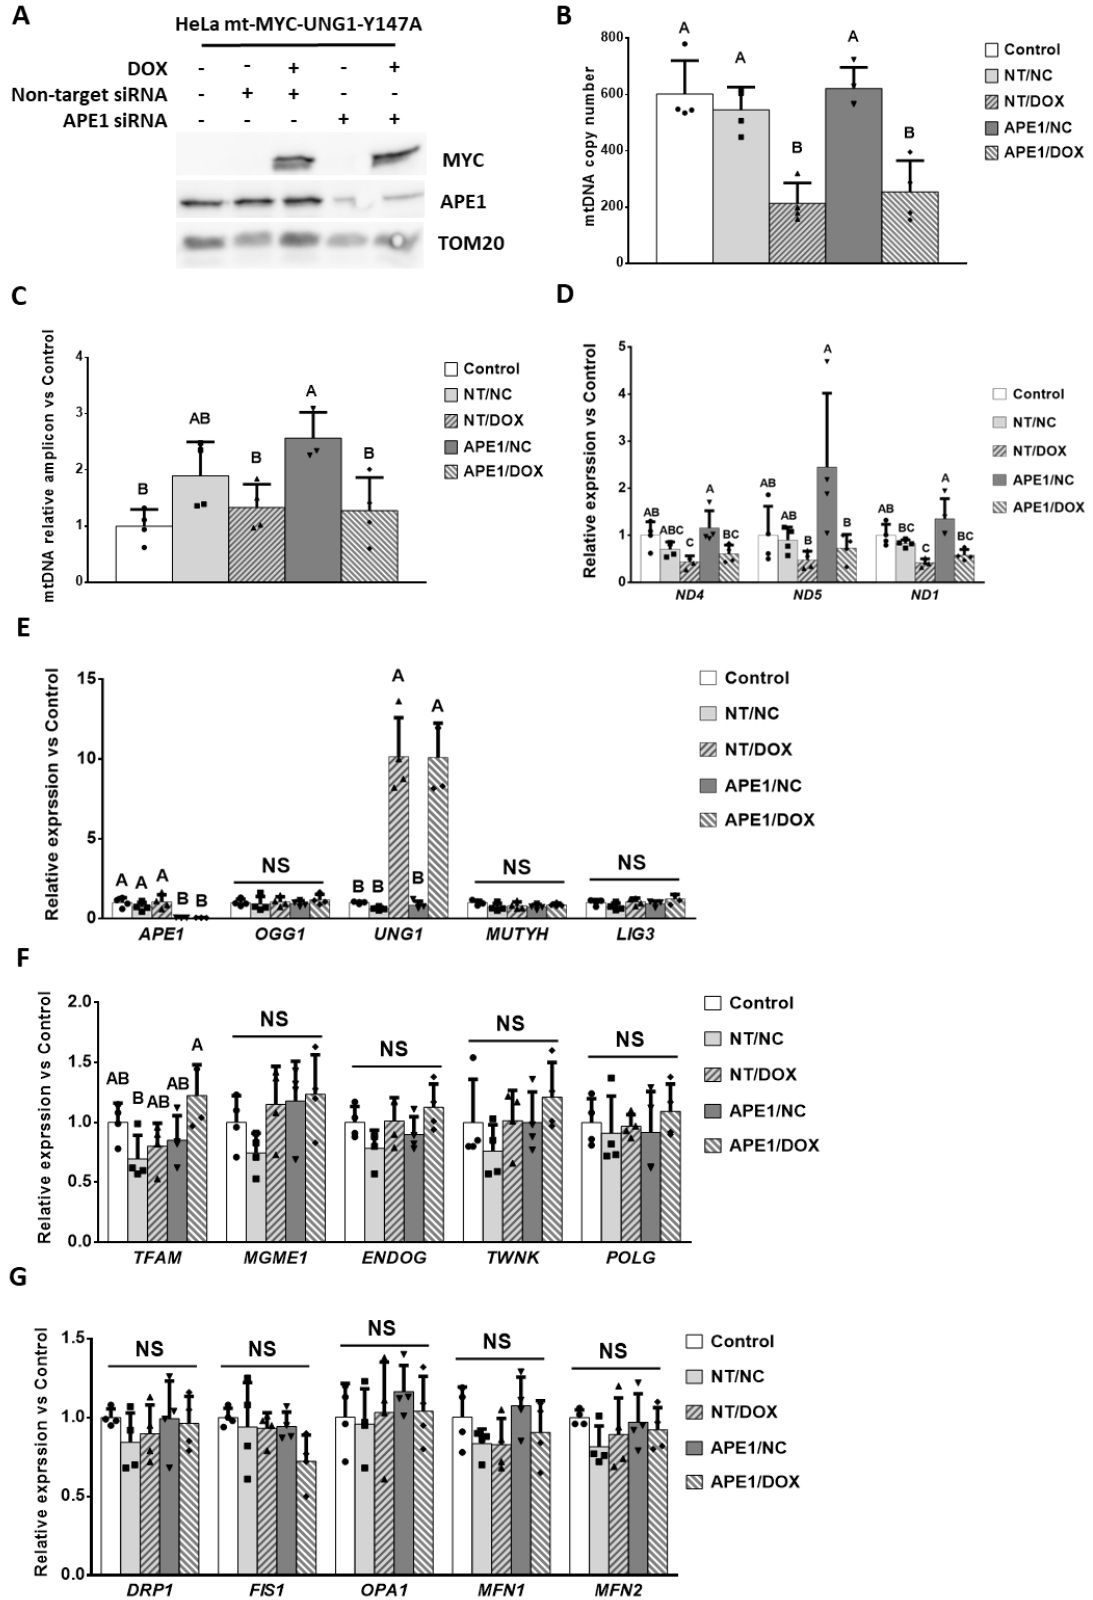 A
HeLa mt-MYC-UNG1-Y147A
DOX - - + - +
Non-target siRNA - + + - -
APE1 siRNA - - - + +
MYC
APE1
TOM20
B
mtDNA copy number
800
600
400
200
0
A A B A B
Control
NT/NC
NT/DOX
APE1/NC
APE1/DOX
C
mtDNA relative amplicon vs Control
4
3
2
1
0
B AB B A B
Control
NT/NC
NT/DOX
APE1/NC
APE1/DOX
D
Relative exprssion vs Control
5
4
3
2
1
0
AB ABC C A BC
AB AB B A B
AB BC C A BC
ND4 ND5 ND1
Control
NT/NC
NT/DOX
APE1/NC
APE1/DOX
E
Relative exprssion vs Control
15
10
5
0
A A A B B
NS
B B A B A
NS
NS
APE1 OGG1 UNG1 MUTYH LIG3
Control
NT/NC
NT/DOX
APE1/NC
APE1/DOX
F
Relative exprssion vs Control
2.0
1.5
1.0
0.5
0.0
AB B AB AB A
NS
NS
NS
NS
TFAM MGME1 ENDOG TWNK POLG
Control
NT/NC
NT/DOX
APE1/NC
APE1/DOX
G
Relative exprssion vs Control
1.5
1.0
0.5
0.0
NS
NS
NS
NS
NS
DRP1 FIS1 OPA1 MFN1 MFN2
Control
NT/NC
NT/DOX
APE1/NC
APE1/DOX